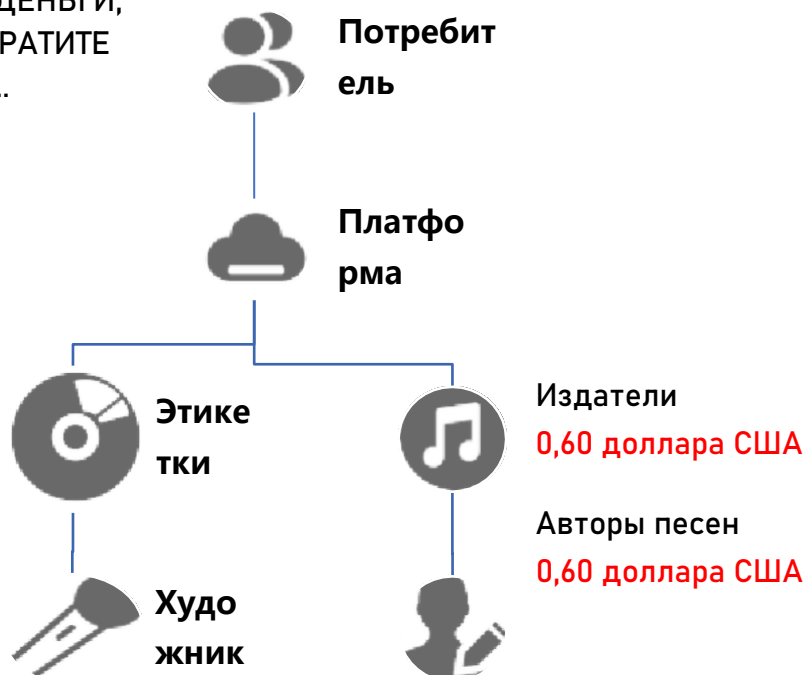 ДЕНЬГИ,
РАТИТЕ
..
Потребит
ель
Платфо
рма
Этике
тки
Издатели
0,60 доллара США
Авторы песен
0,60 доллара США
Худо
жник